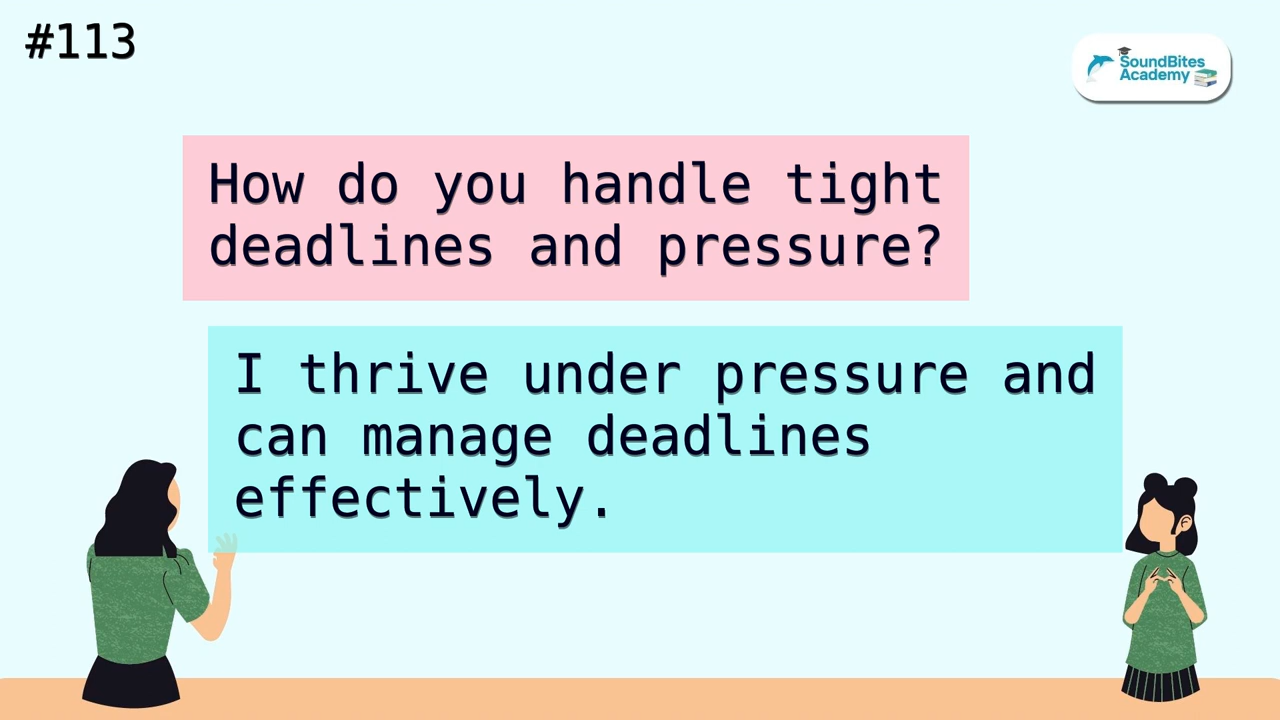 #113
SoundBites
Academy
How do you handle tight
deadlines and pressure?
I thrive under pressure and
can manage deadlines
effectively.